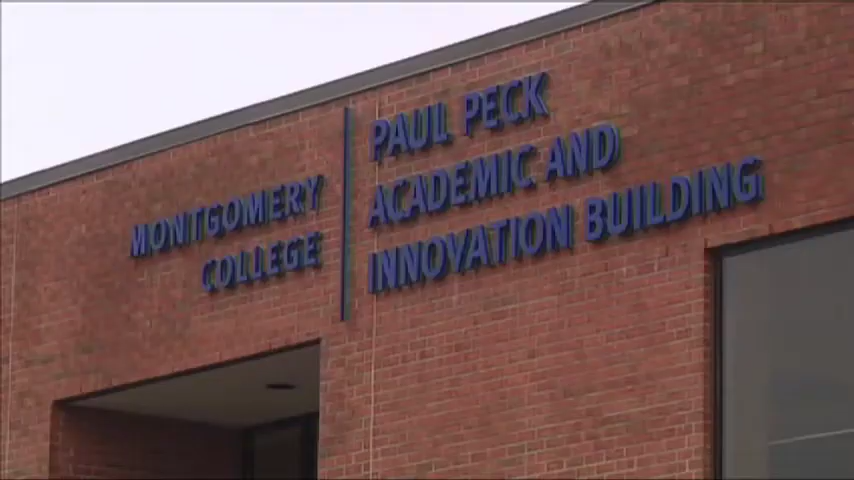 MONTGOMERY
COLLEGE
PAUL PECK
ACADEMIC AND
INNOVATION BUILDING